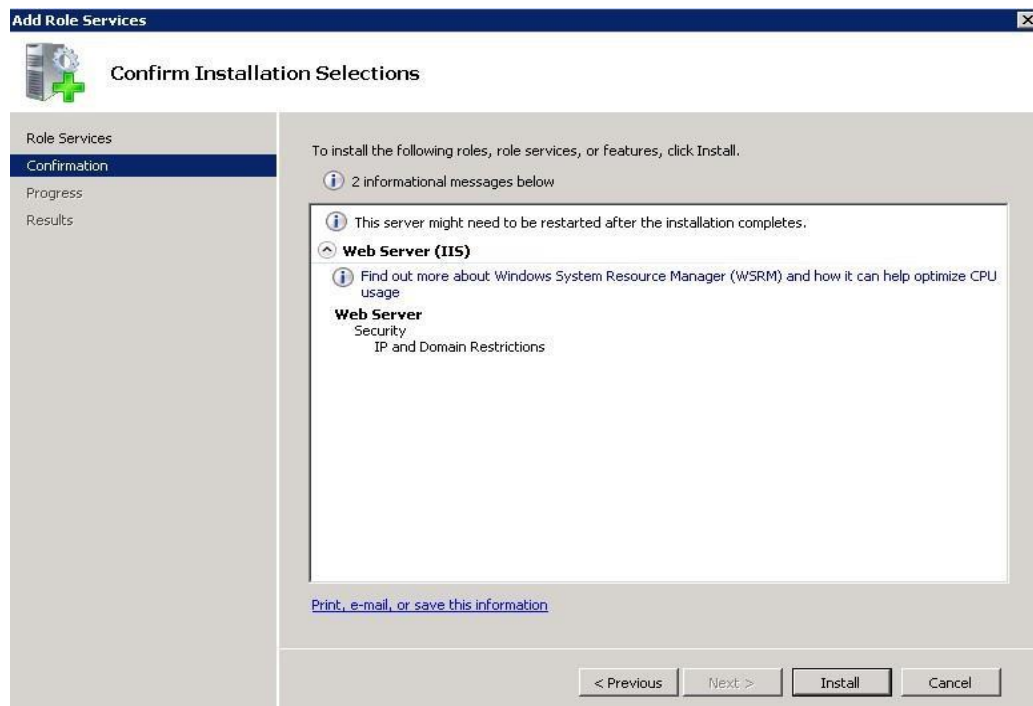 Add Role Services
Confirm Installation Selections
Role Services
Confirmation
Progress
Results
To install the following roles, role services, or features, click Install.
2 informational messages below
This server might need to be restarted after the installation completes.
Web Server (IIS)
Find out more about Windows System Resource Manager (WSRM) and how it can help optimize CPU
usage
Web Server
Security
IP and Domain Restrictions
Print, e-mail, or save this information
< Previous
Next >
Install
Cancel